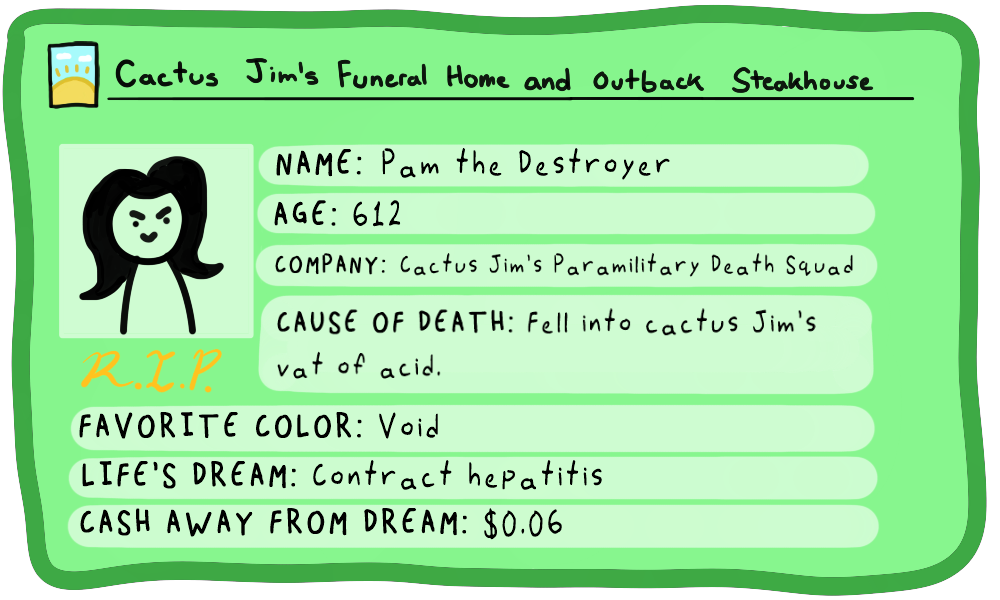 Cactus Jim's Funeral Home and Outback Steakhouse
NAME: Pam the Destroyer
AGE: 612
COMPANY: Cactus Jim's Paramilitary Death Squad
CAUSE OF DEATH: Fell into cactus Jim's
vat of acid.
R.I.P.
FAVORITE COLOR: Void
LIFE'S DREAM: Contract hepatitis
CASH AWAY FROM DREAM: $0.06